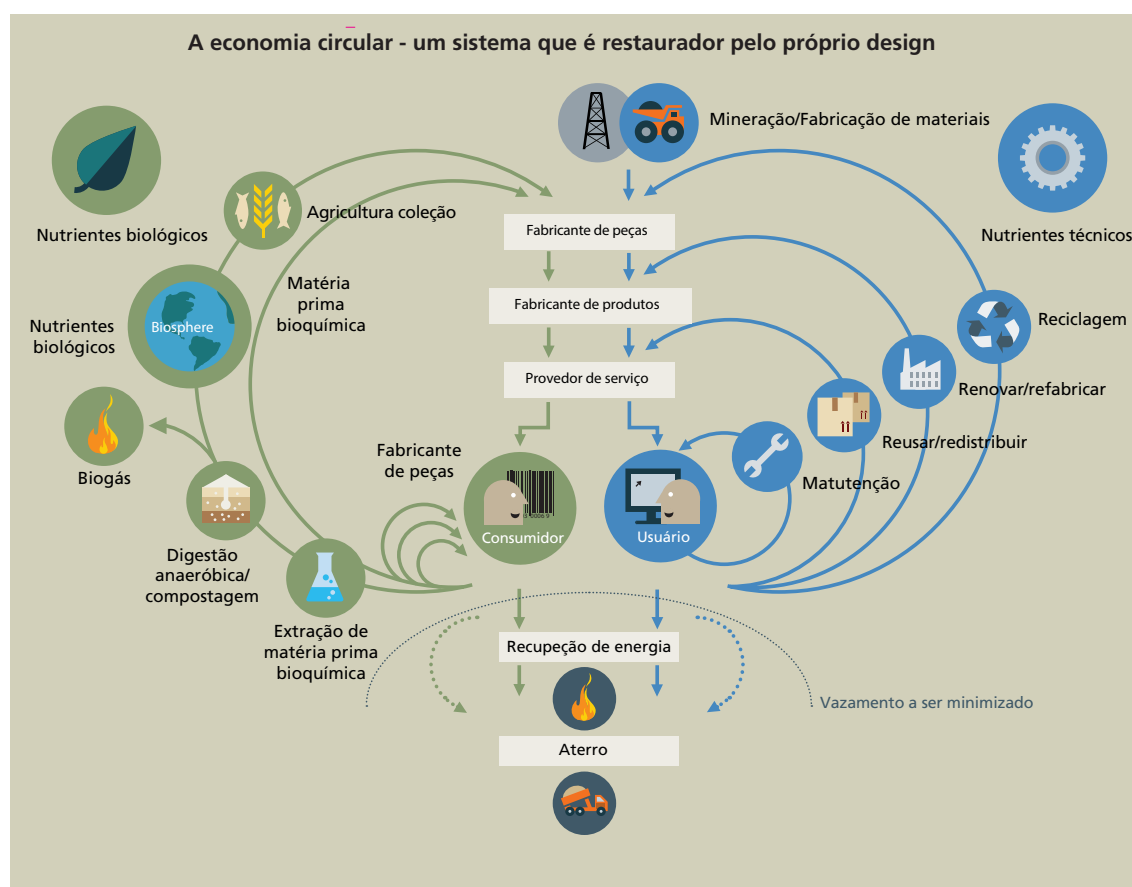 A economia circular - um sistema que é restaurador pelo próprio design
Mineração/Fabricação de materiais
Nutrientes biológicos
Agricultura coleção
Nutrientes técnicos
Fabricante de peças
Matéria
prima
bioquímica
Fabricante de produtos
Nutrientes
biológicos
Biosphere
Reciclagem
Provedor de serviço
Renovar/refabricar
Reusar/redistribuir
Fabricante
de peças
Biogás
Matutenção
Consumidor
Usuário
Digestão
anaeróbica/
compostagem
Extração de
matéria prima
bioquímica
Recupeção de energia
Vazamento a ser minimizado
Aterro